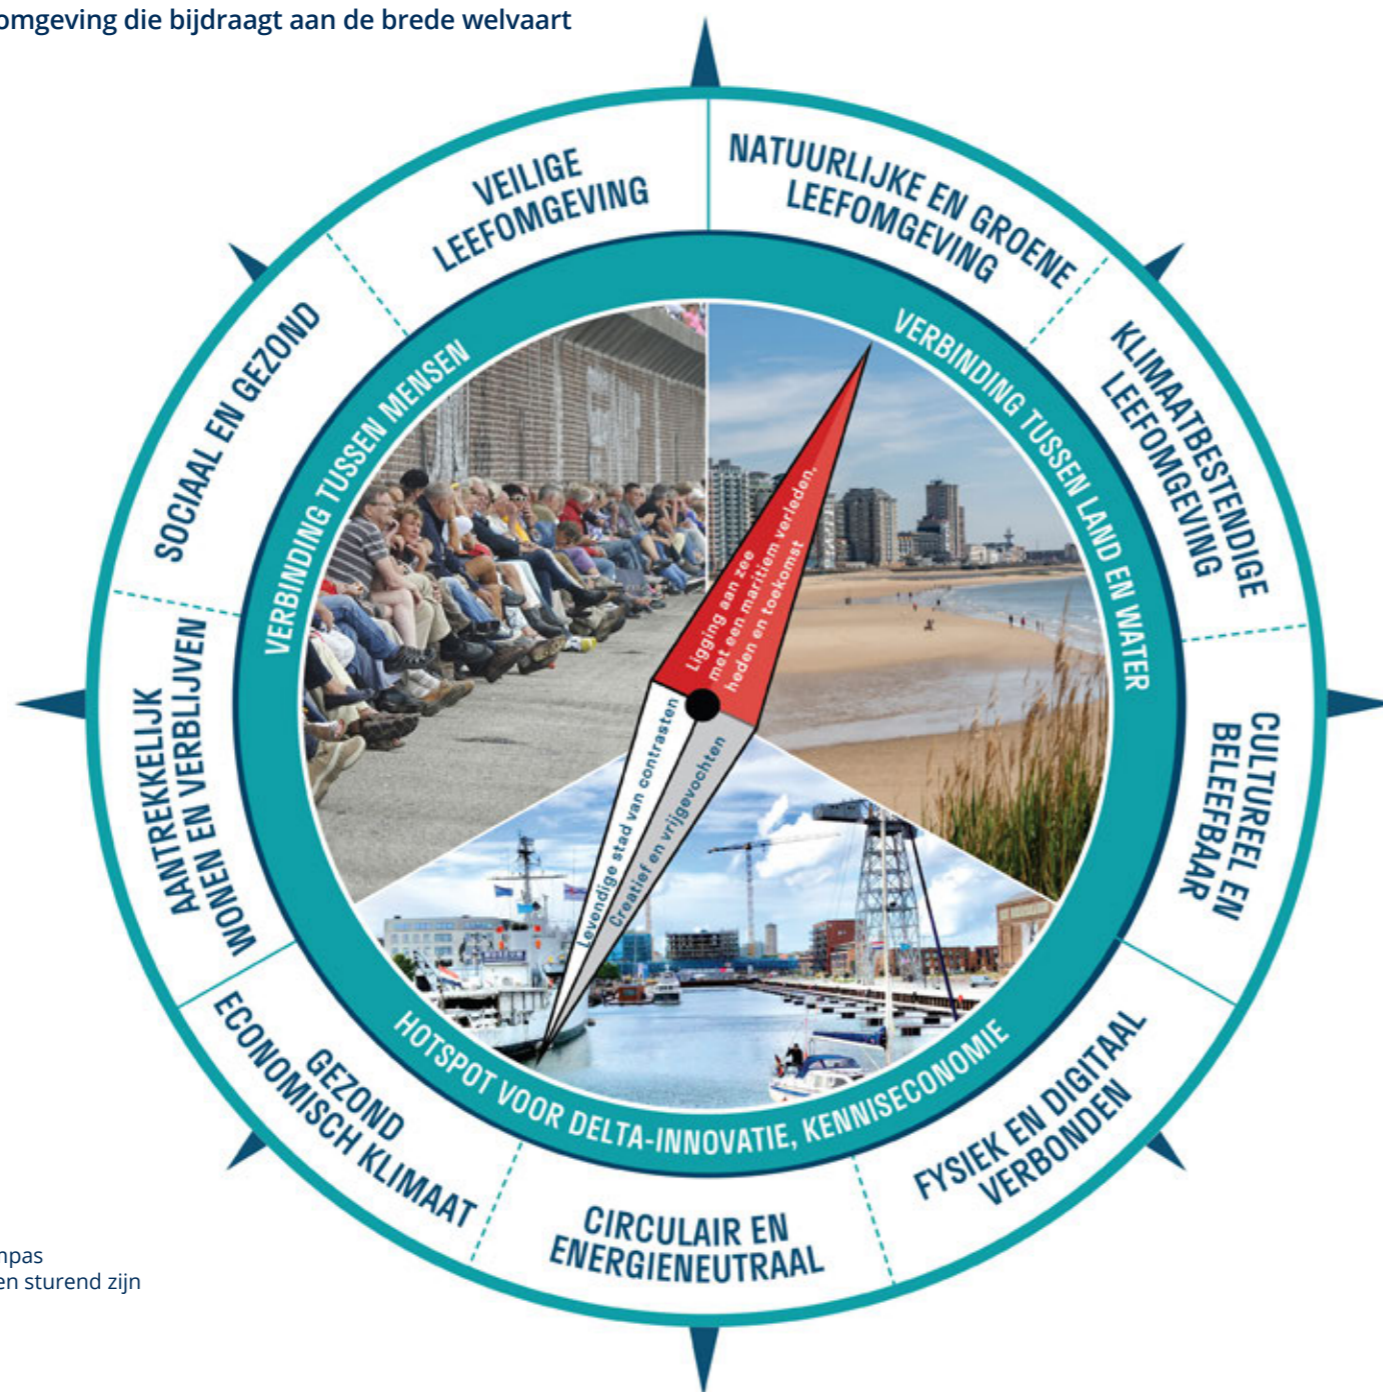 omgeving die bijdraagt aan de brede welvaart
NATUURLIJKE EN GROENE
LEEFOMGEVING
KLIMAATBESTENDIGE
LEEFOMGEVING
CULTUREEL EN
BELEEFBAAR
FYSIEK EN DIGITAAL
VERBONDEN
CIRCULAIR EN
ENERGIENEUTRAAL
GEZOND
ECONOMISCH KLIMAAT
AANTREKKELIJK
WONEN EN VERBLIJVEN
SOCIAAL EN GEZOND
VEILIGE
LEEFOMGEVING
VERBINDING TUSSEN MENSEN
VERBINDING TUSSEN LAND EN WATER
HOTSPOT VOOR DELTA-INNOVATIE, KENNISECONOMIE
Ligging aan zee
met een maritiem verleden,
heden en toekomst
Levendige stad van contrasten
Creatief en vrijgevochten
mpas
en sturend zijn